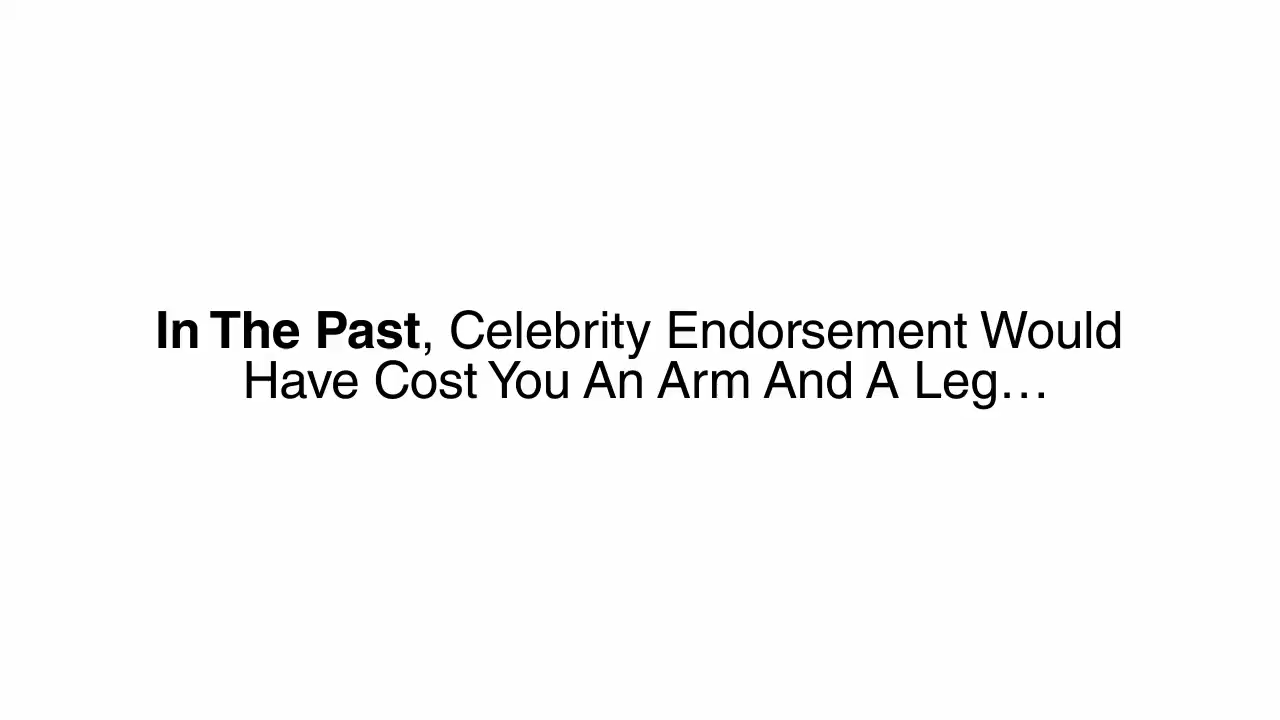 In The Past, Celebrity Endorsement Would
Have Cost You An Arm And A Leg…